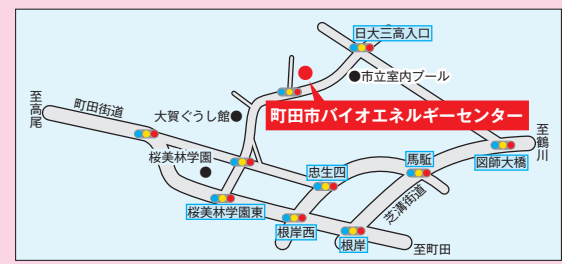 日大三高入口
市立室内プール
町田市バイオエネルギーセンター
至高尾
町田街道
大賀ぐうし館
桜美林学園
忠生四
馬駈
図師大橋
至鶴川
桜美林学園東
芝溝街道
根岸西
根岸
至町田